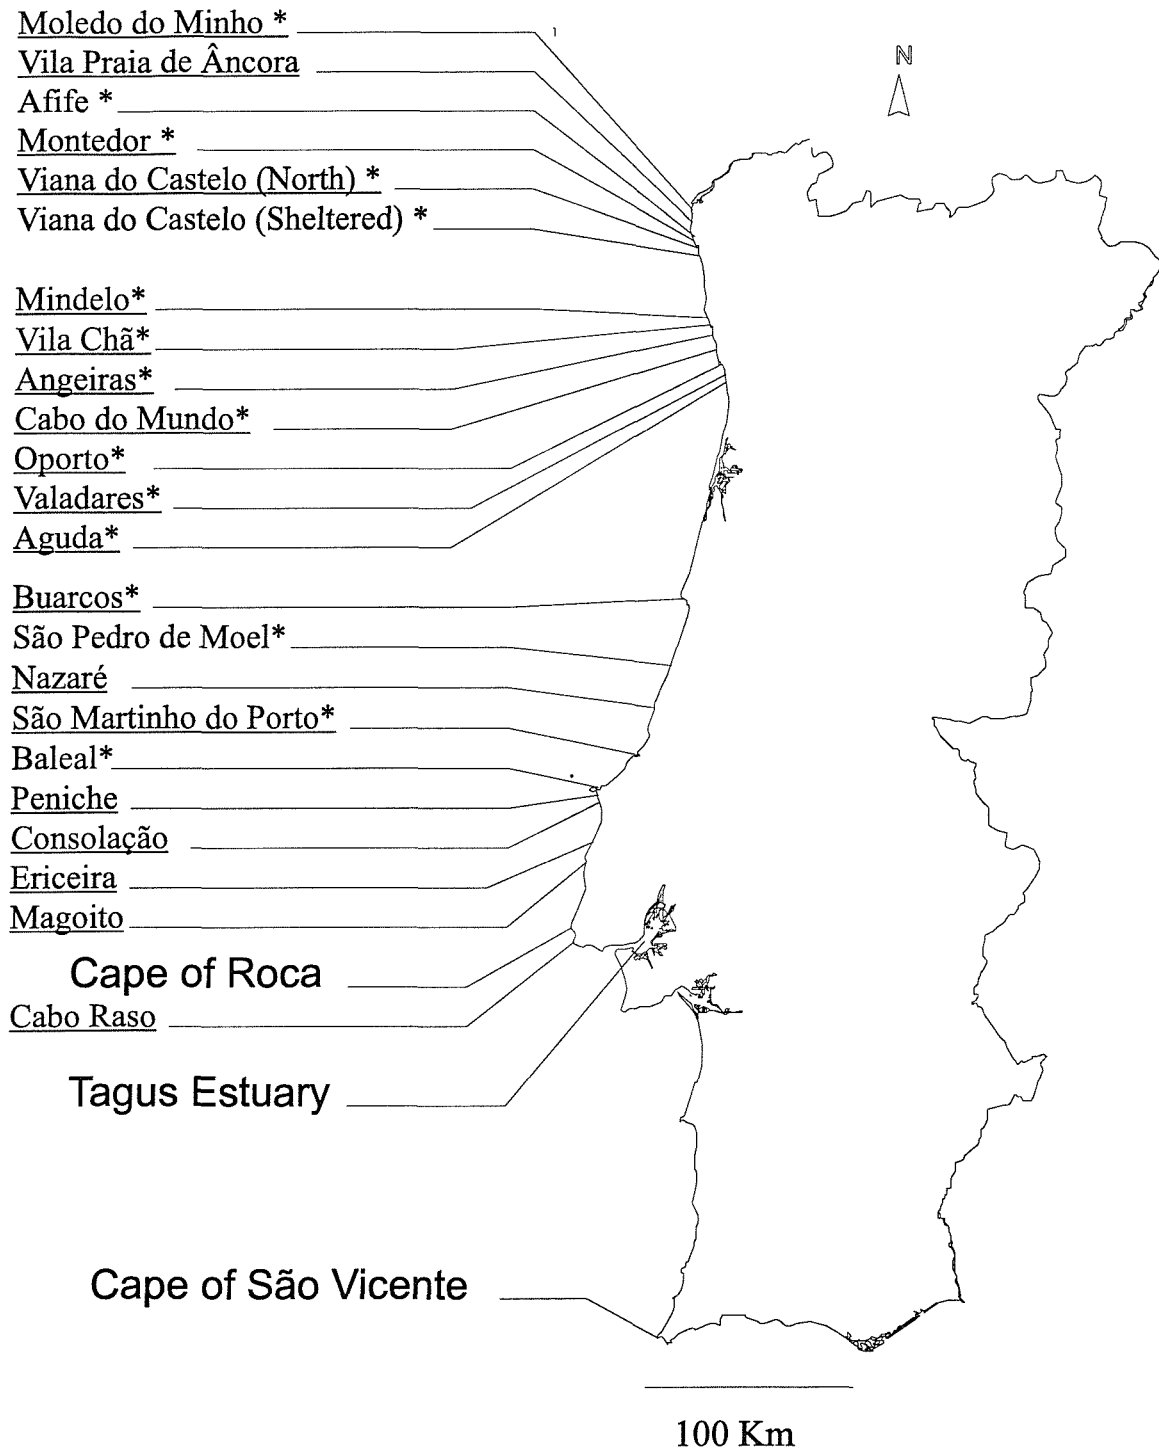 Moledo do Minho *
Vila Praia de Âncora
Afife *
Montedor *
Viana do Castelo (North) *
Viana do Castelo (Sheltered) *
N
Mindelo*
Vila Chã*
Angeiras*
Cabo do Mundo*
Oporto*
Valadares*
Aguda*
Buarcos*
São Pedro de Moel*
Nazaré
São Martinho do Porto*
Baleal*
Peniche
Consolação
Ericeira
Magoito
Cape of Roca
Cabo Raso
Tagus Estuary
Cape of São Vicente
100 Km